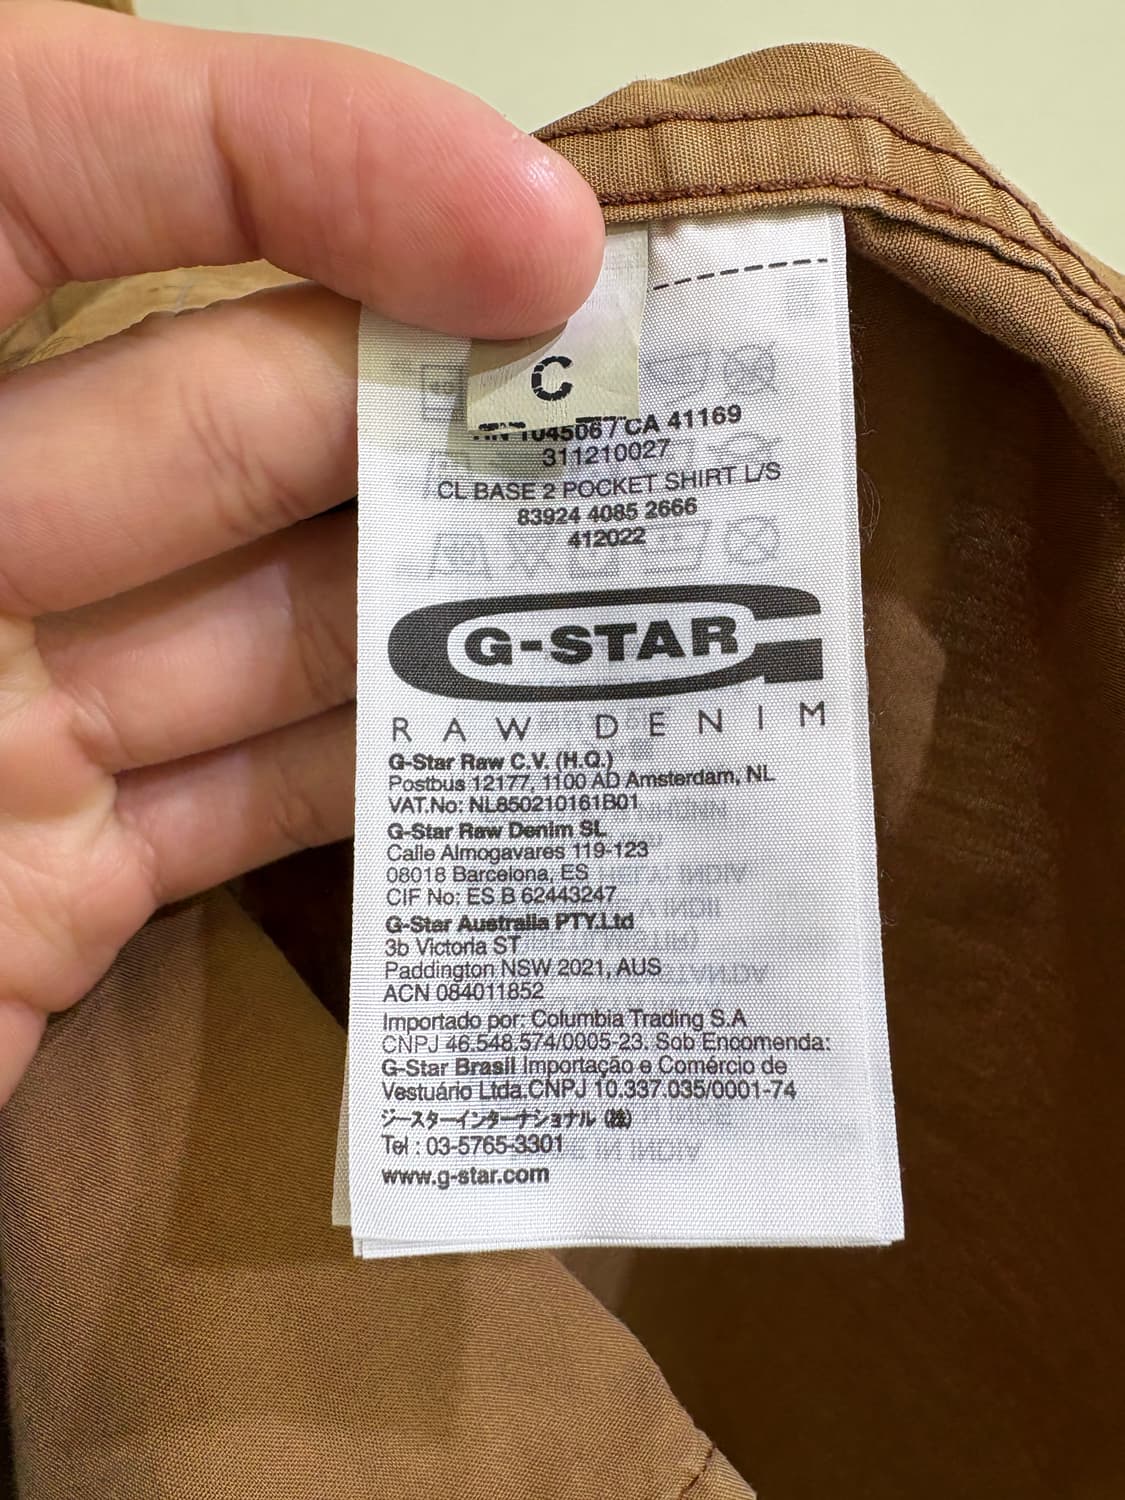 C
RN 104506 / CA 41169
311210027
CL BASE 2 POCKET SHIRT L/S
83924 4085 2666
412022
G-STAR
RAW DENIM
G-Star Raw C.V. (H.Q.)
Postbus 12177, 1100 AD Amsterdam, NL
VAT.No: NL850210161B01
G-Star Raw Denim SL
Calle Almogavares 119-123
08018 Barcelona, ES
CIF No: ES B 62443247
G-Star Australia PTY.Ltd
3b Victoria ST
Paddington NSW 2021, AUS
ACN 084011852
Importado por: Columbia Trading S.A
CNPJ 46.548.574/0005-23. Sob Encomenda:
G-Star Brasil Importação e Comércio de
Vestuário Ltda.CNPJ 10.337.035/0001-74
ジースターインターナショナル (株)
Tel : 03-5765-3301
www.g-star.com